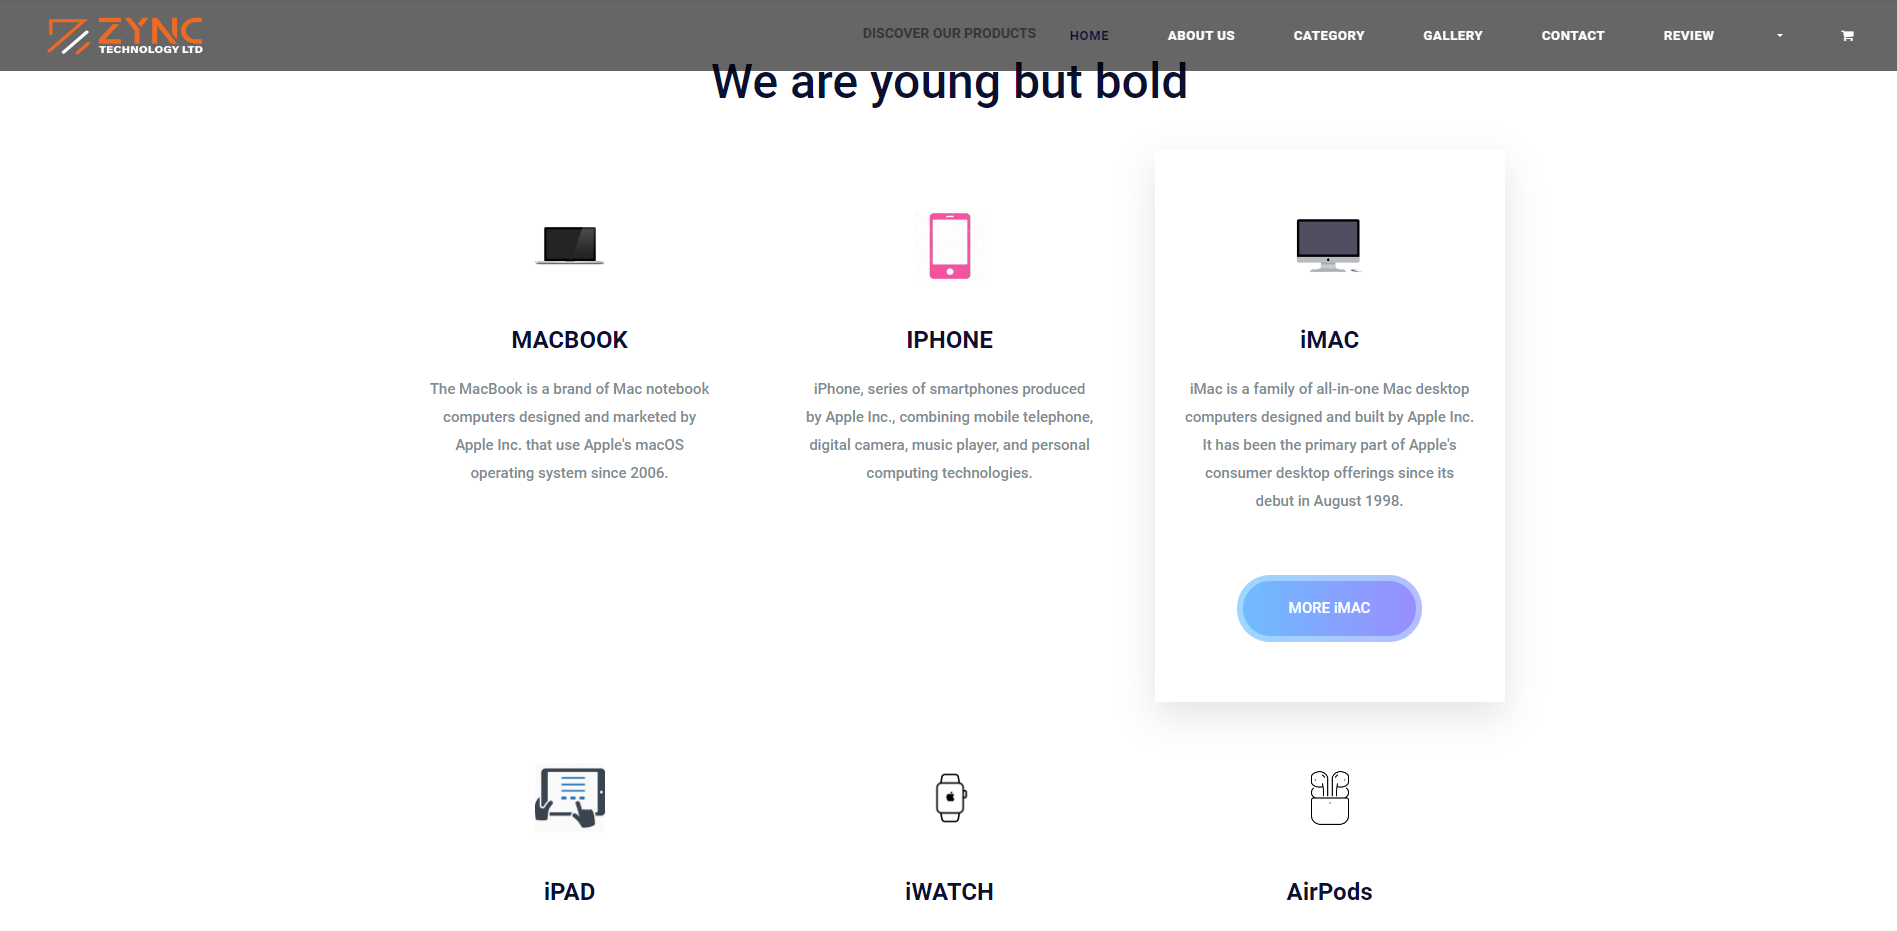 ZYNC
TECHNOLOGY LTD
DISCOVER OUR PRODUCTS
HOME
ABOUT US
CATEGORY
GALLERY
CONTACT
REVIEW
We are young but bold
MACBOOK
The MacBook is a brand of Mac notebook
computers designed and marketed by
Apple Inc. that use Apple's macOS
operating system since 2006.
IPHONE
iPhone, series of smartphones produced
by Apple Inc., combining mobile telephone,
digital camera, music player, and personal
computing technologies.
iMAC
iMac is a family of all-in-one Mac desktop
computers designed and built by Apple Inc.
It has been the primary part of Apple's
consumer desktop offerings since its
debut in August 1998.
MORE iMAC
iPAD
iWATCH
AirPods